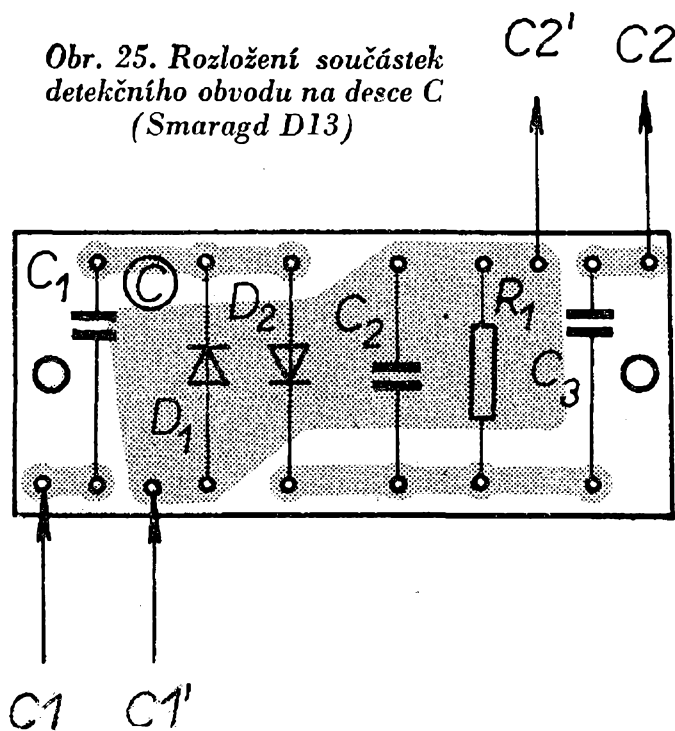 Obr. 25. Rozložení součástek
detekčního obvodu na desce C
(Smaragd D13)
C2' C2
C1 C D2 C2 R1
D1 C3
C1 C1'